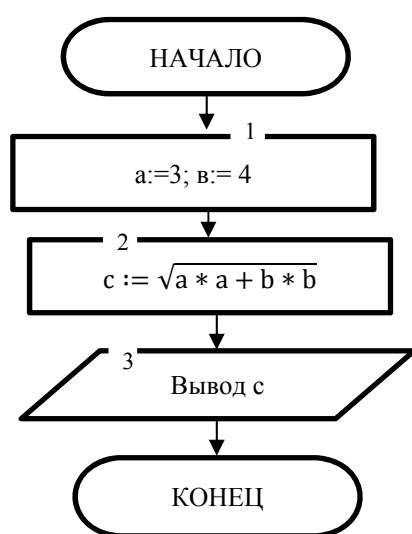 НАЧАЛО
1
а:=3; в:= 4
2
c := √a * a + b * b
3
Вывод с
КОНЕЦ